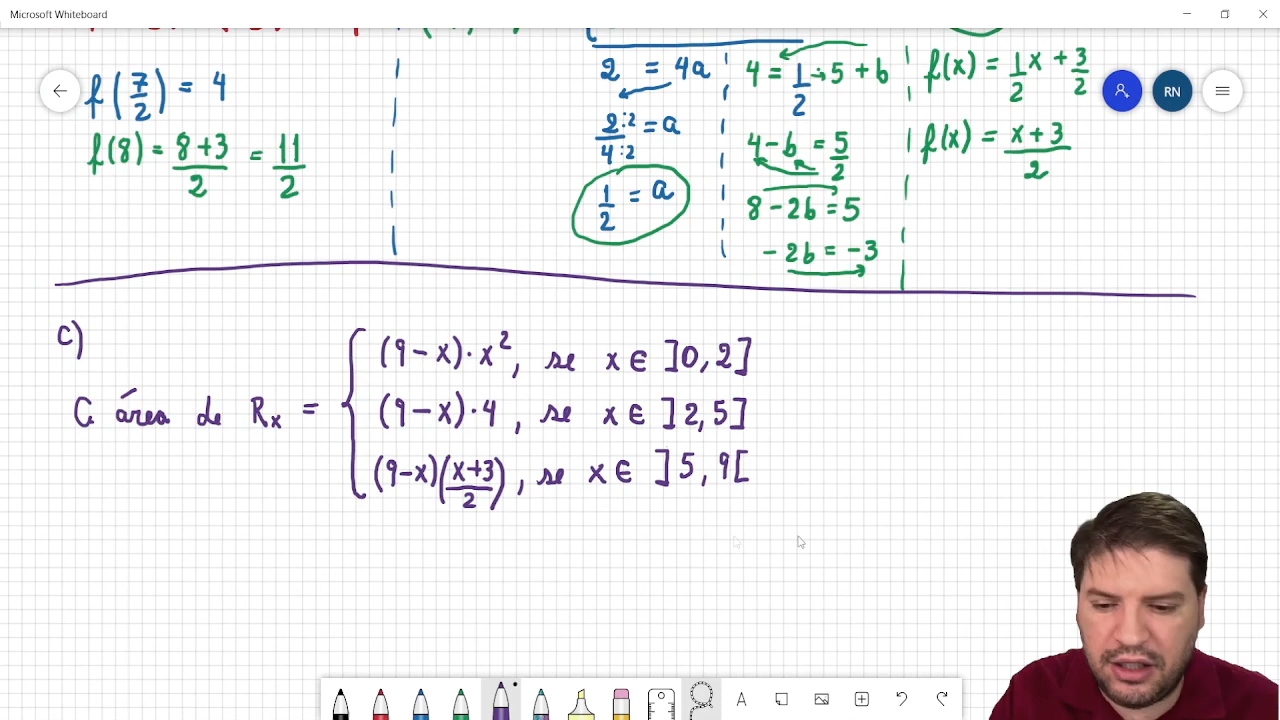 Microsoft Whiteboard
RN
f(7/2) = 4
f(8) = 8+3/2 = 11/2
2 = 4a
2:2/4:2 = a
1/2 = a
4 = 1/2·5 + b
4 - b = 5/2
8 - 2b = 5
-2b = -3
f(x) = 1/2x + 3/2
f(x) = x+3/2
c)
a área de Rx = {
(9-x)·x², se x ∈ ]0, 2]
(9-x)·4, se x ∈ ]2, 5]
(9-x)(x+3/2), se x ∈ ]5, 9[
A